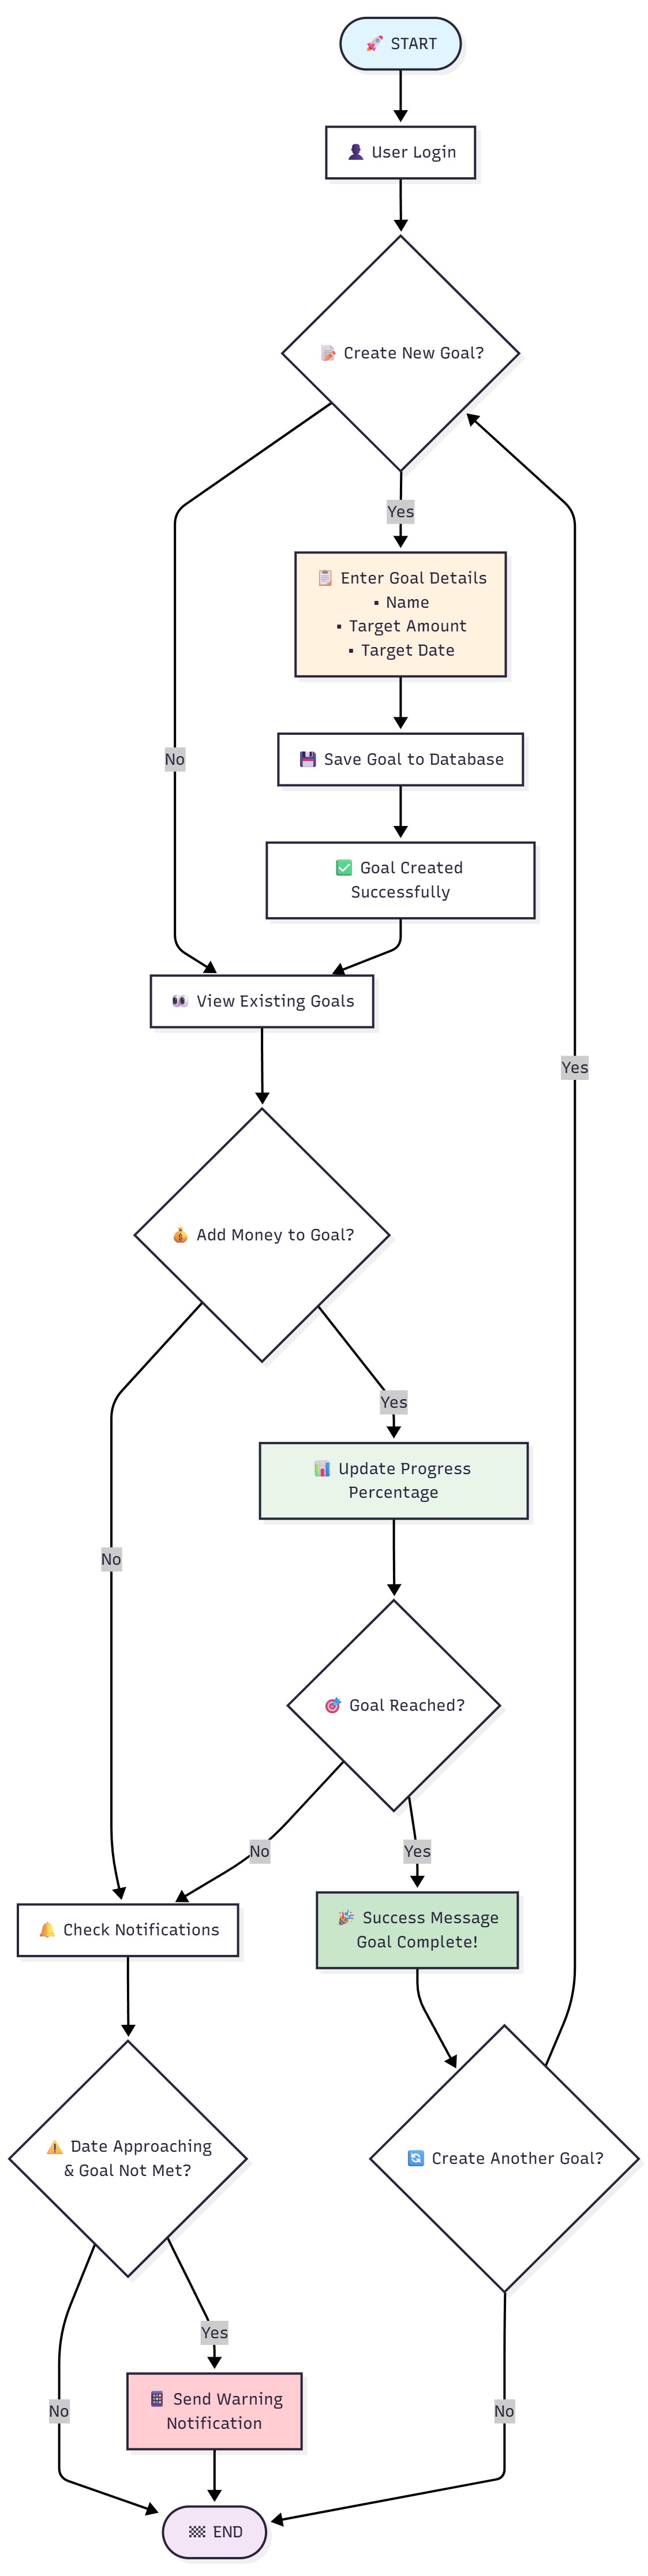 🚀 START
👤 User Login
📝 Create New Goal?
Yes
📋 Enter Goal Details
▪ Name
▪ Target Amount
▪ Target Date
No
💾 Save Goal to Database
✅ Goal Created
Successfully
👀 View Existing Goals
Yes
💰 Add Money to Goal?
Yes
📊 Update Progress
Percentage
No
🎯 Goal Reached?
No
Yes
🔔 Check Notifications
🎉 Success Message
Goal Complete!
⚠️ Date Approaching
& Goal Not Met?
🔄 Create Another Goal?
Yes
No
📱 Send Warning
Notification
No
🏁 END